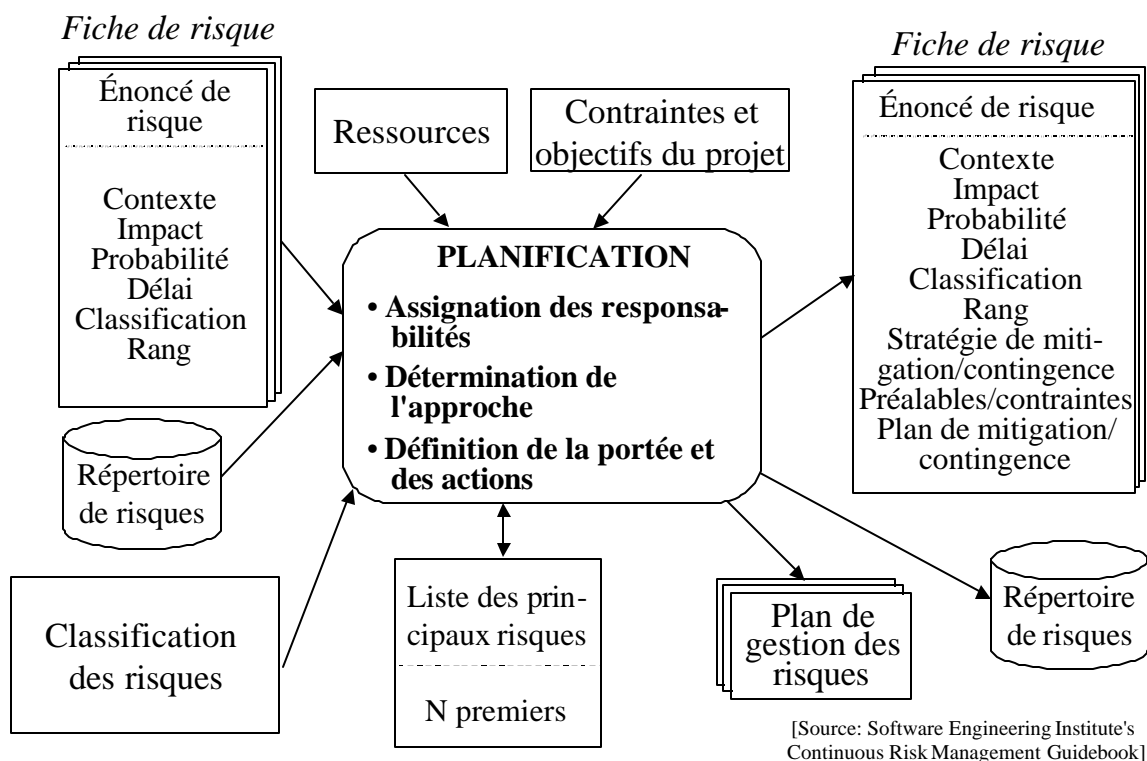 Fiche de risque
Énoncé de
risque
Contexte
Impact
Probabilité
Délai
Classification
Rang
Répertoire
de risques
Classification
des risques
Ressources
Contraintes et
objectifs du projet
PLANIFICATION
• Assignation des responsa-
bilités
• Détermination de
l'approche
• Définition de la portée et
des actions
Liste des prin-
cipaux risques
N premiers
Fiche de risque
Énoncé de risque
Contexte
Impact
Probabilité
Délai
Classification
Rang
Stratégie de miti-
gation/contingence
Préalables/contraintes
Plan de mitigation/
contingence
Plan de
gestion des
risques
Répertoire
de risques
[Source: Software Engineering Institute's
Continuous Risk Management Guidebook]